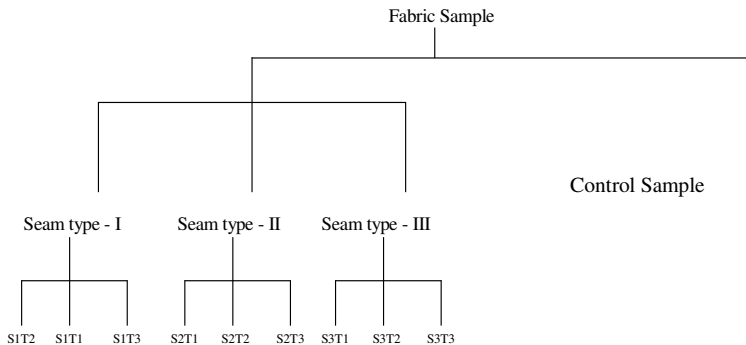 Fabric Sample
Control Sample
Seam type - I Seam type - II Seam type - III
S1T2 S1T1 S1T3 S2T1 S2T2 S2T3 S3T1 S3T2 S3T3